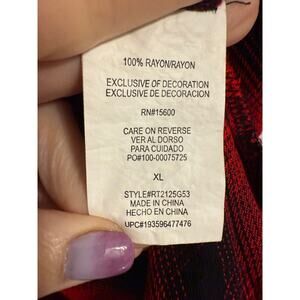 100% RAYON/RAYON
EXCLUSIVE OF DECORATION
EXCLUSIVE DE DECORACION
RN#15600
CARE ON REVERSE
VER AL DORSO
PARA CUIDADO
PO#100-00075725
XL
STYLE#RT2125G53
MADE IN CHINA
HECHO EN CHINA
UPC#193596477476